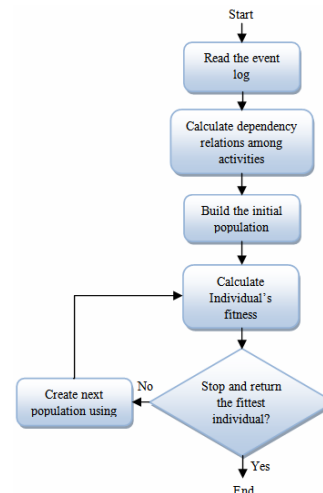 Start
Read the event
log
Calculate dependency
relations among
activities
Build the initial
population
Calculate
Individual's
fitness
Stop and return
the fittest
individual?
No
Create next
population using
Yes
End